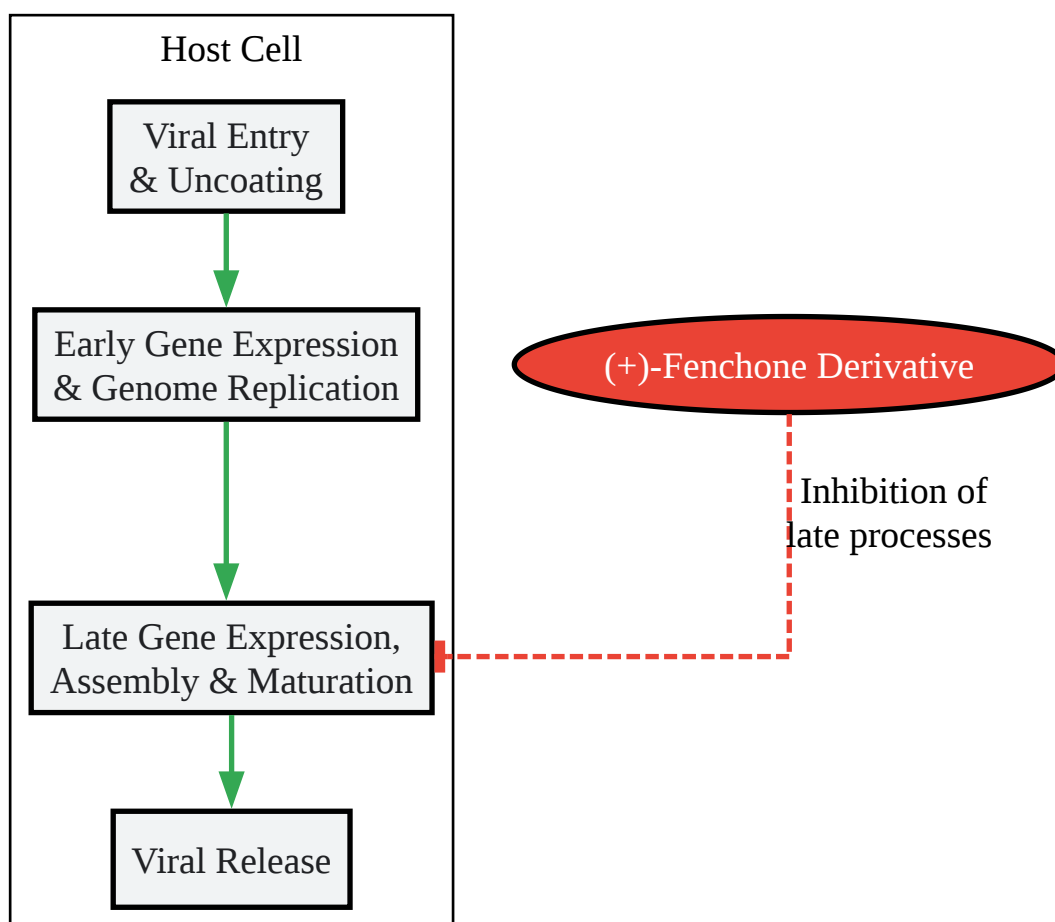 Host Cell
Viral Entry
& Uncoating
Early Gene Expression
& Genome Replication
(+)-Fenchone Derivative
Inhibition of
late processes
Late Gene Expression,
Assembly & Maturation
Viral Release